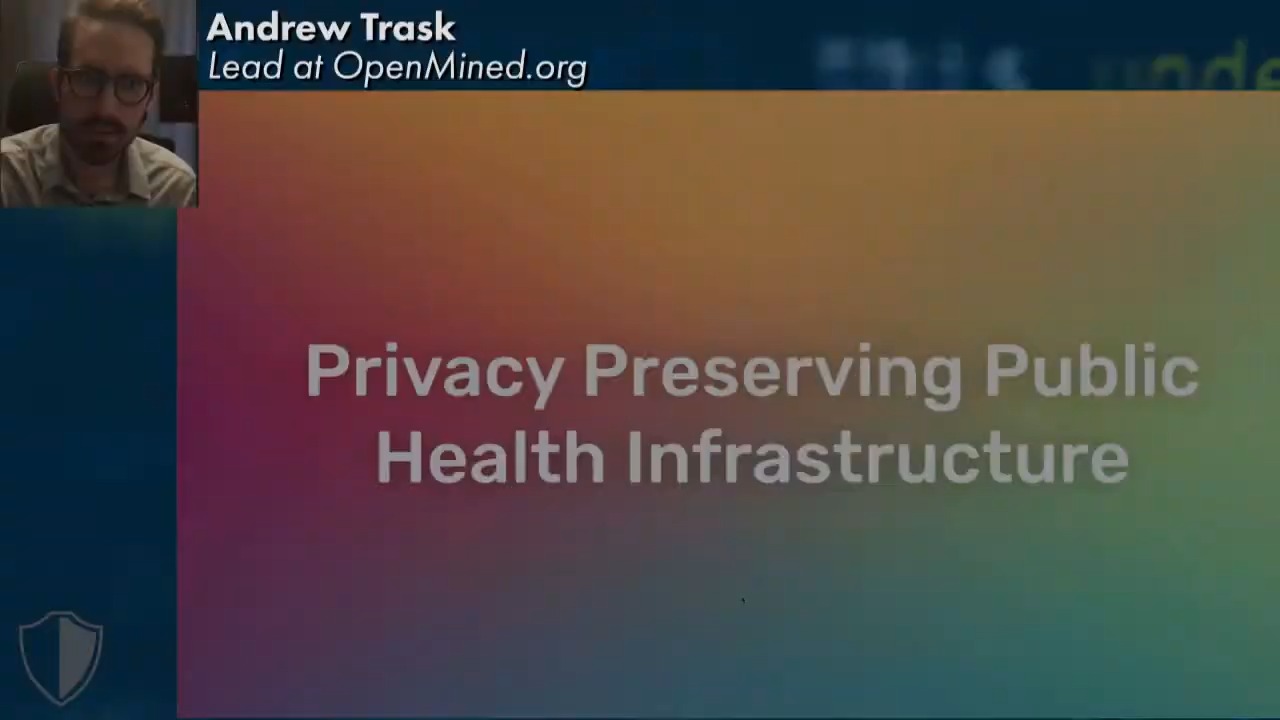 Andrew Trask
Lead at OpenMined.org
Privacy Preserving Public
Health Infrastructure